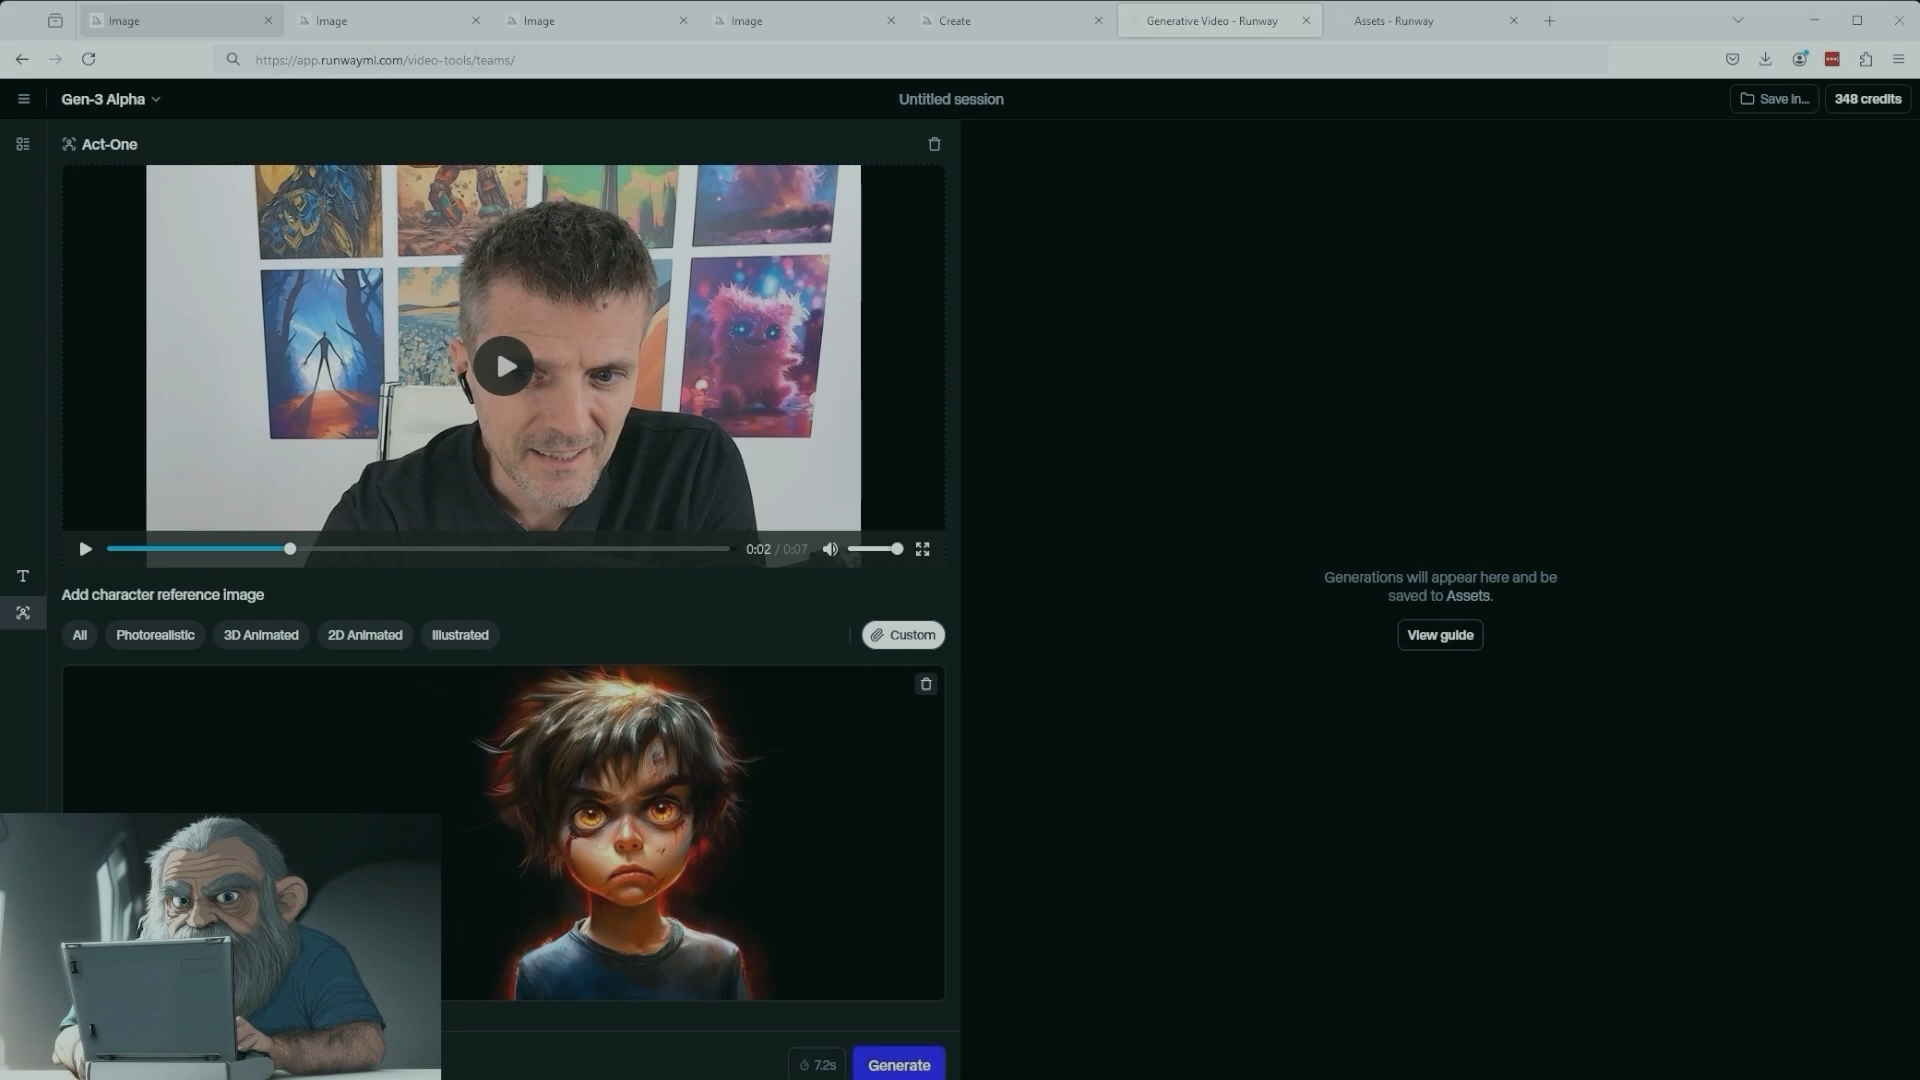 Image
Image
Image
Image
Create
Generative Video - Runway
Assets - Runway
https://app.runwayml.com/video-tools/teams/
Gen-3 Alpha
Untitled session
Save in...
348 credits
Act-One
0:02 / 0:07
Add character reference image
All
Photorealistic
3D Animated
2D Animated
Illustrated
Custom
Generations will appear here and be
saved to Assets.
View guide
7.2s
Generate